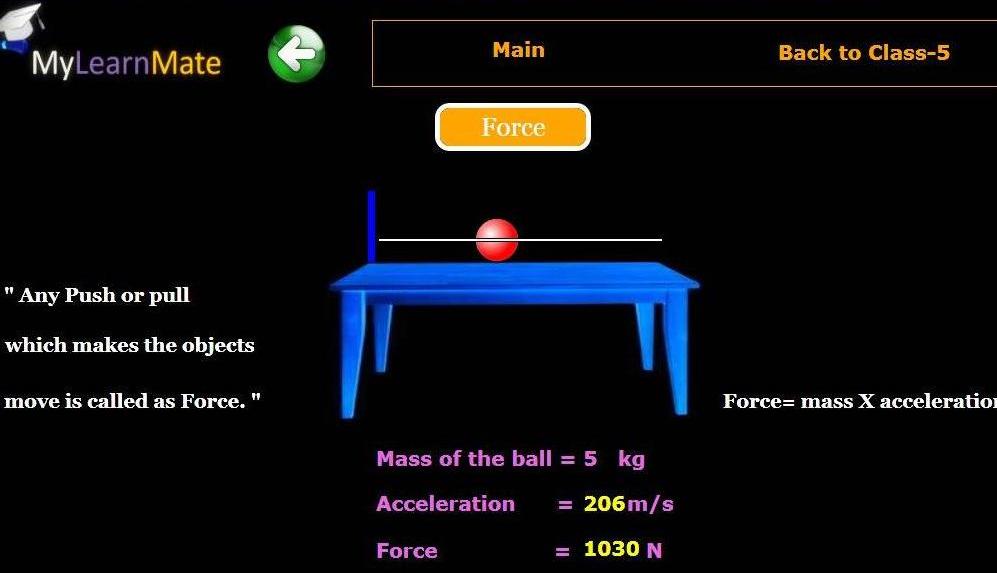 MyLearnMate
Main
Back to Class-5
Force
" Any Push or pull
which makes the objects
move is called as Force. "
Force= mass X acceleratio
Mass of the ball = 5 kg
Acceleration = 206m/s
Force = 1030 N